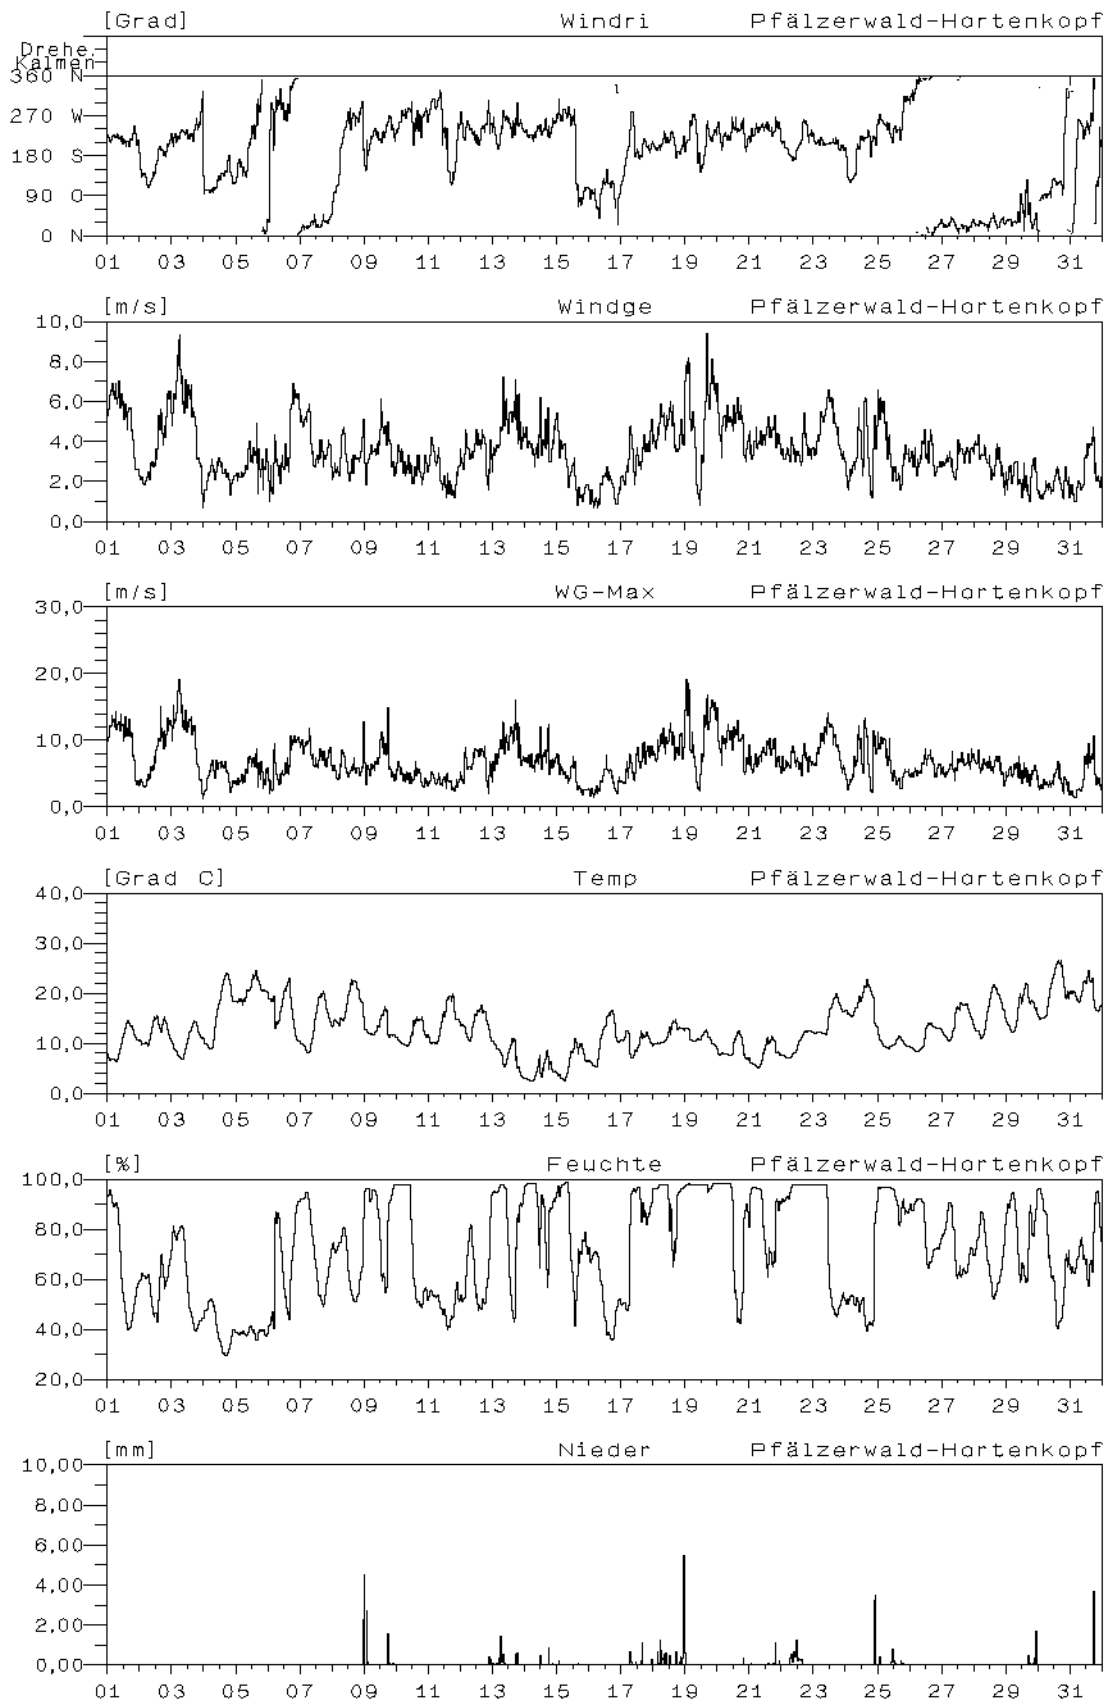 [Grad] Windri Pfälzerwald-Hortenkopf
Drehe.
Kalmen
360 N
270 W
180 S
90 O
0 N
01 03 05 07 09 11 13 15 17 19 21 23 25 27 29 31
[m/s] Windge Pfälzerwald-Hortenkopf
10,0
8,0
6,0
4,0
2,0
0,0
01 03 05 07 09 11 13 15 17 19 21 23 25 27 29 31
[m/s] WG-Max Pfälzerwald-Hortenkopf
30,0
20,0
10,0
0,0
01 03 05 07 09 11 13 15 17 19 21 23 25 27 29 31
[Grad C] Temp Pfälzerwald-Hortenkopf
40,0
30,0
20,0
10,0
0,0
01 03 05 07 09 11 13 15 17 19 21 23 25 27 29 31
[%] Feuchte Pfälzerwald-Hortenkopf
100,0
80,0
60,0
40,0
20,0
01 03 05 07 09 11 13 15 17 19 21 23 25 27 29 31
[mm] Nieder Pfälzerwald-Hortenkopf
10,00
8,00
6,00
4,00
2,00
0,00
01 03 05 07 09 11 13 15 17 19 21 23 25 27 29 31